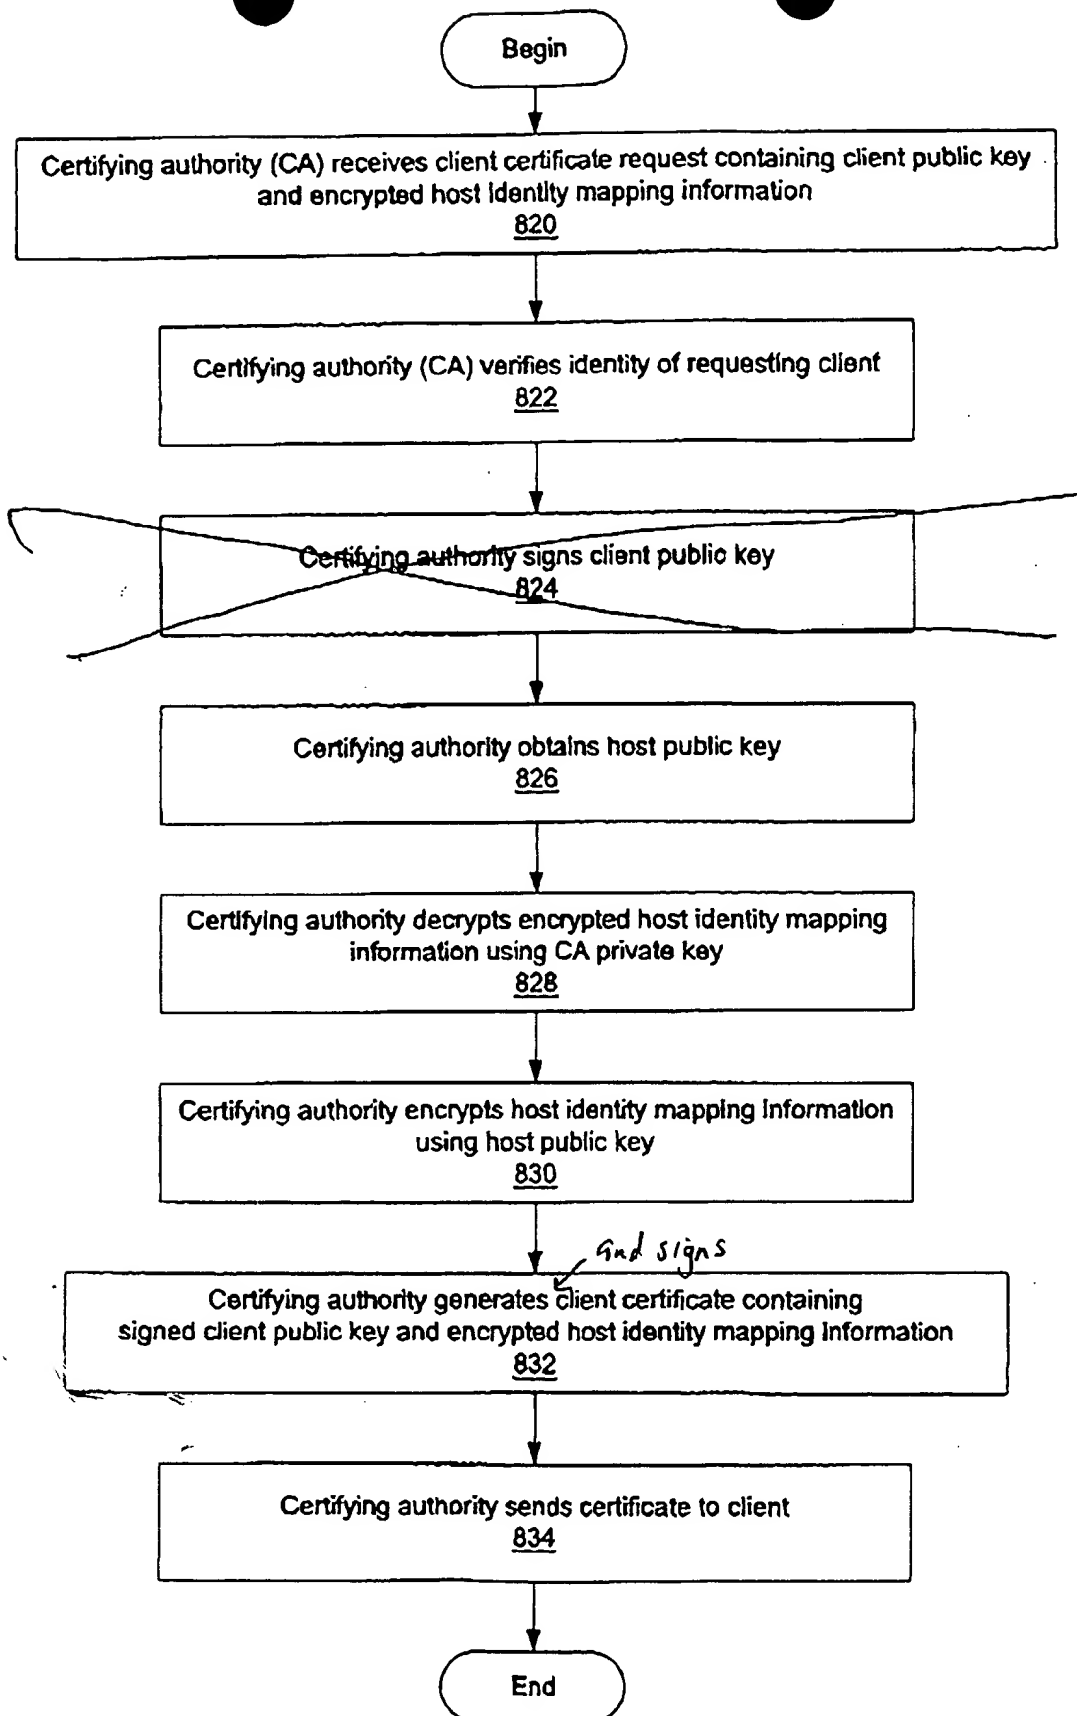 Begin
Certifying authority (CA) receives client certificate request containing client public key
and encrypted host identity mapping information
820
Certifying authority (CA) verifies identity of requesting client
822
Certifying authority signs client public key
824
Certifying authority obtains host public key
826
Certifying authority decrypts encrypted host identity mapping
information using CA private key
828
Certifying authority encrypts host identity mapping information
using host public key
830
and signs
Certifying authority generates client certificate containing
signed client public key and encrypted host identity mapping information
832
Certifying authority sends certificate to client
834
End